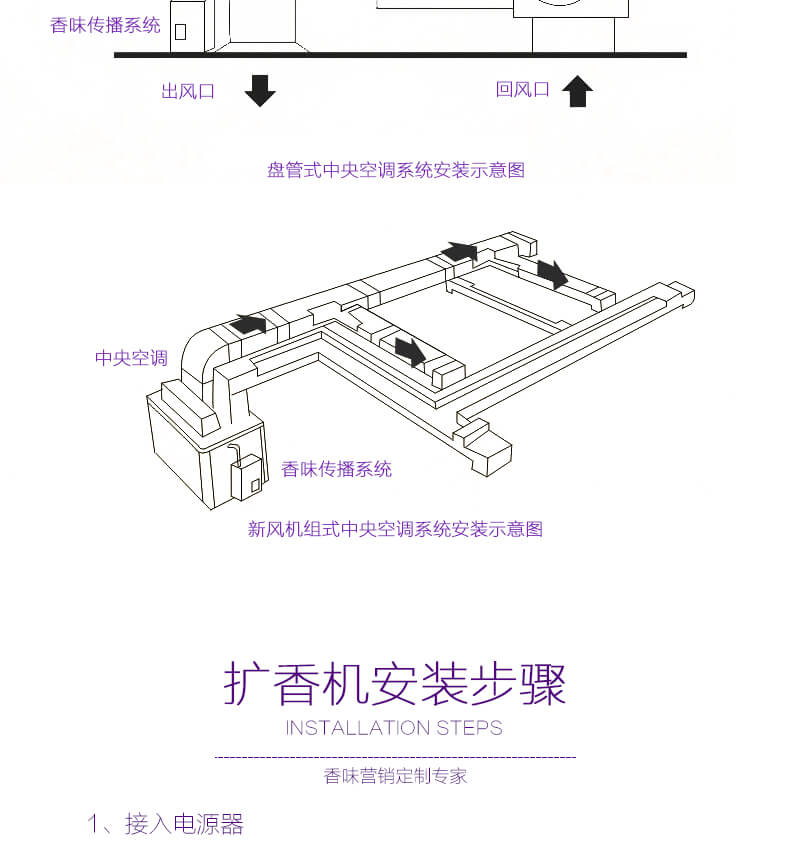 香味传播系统
出风口
回风口
盘管式中央空调系统安装示意图
中央空调
香味传播系统
新风机组式中央空调系统安装示意图
扩香机安装步骤
INSTALLATION STEPS
香味营销定制专家
1、接入电源器